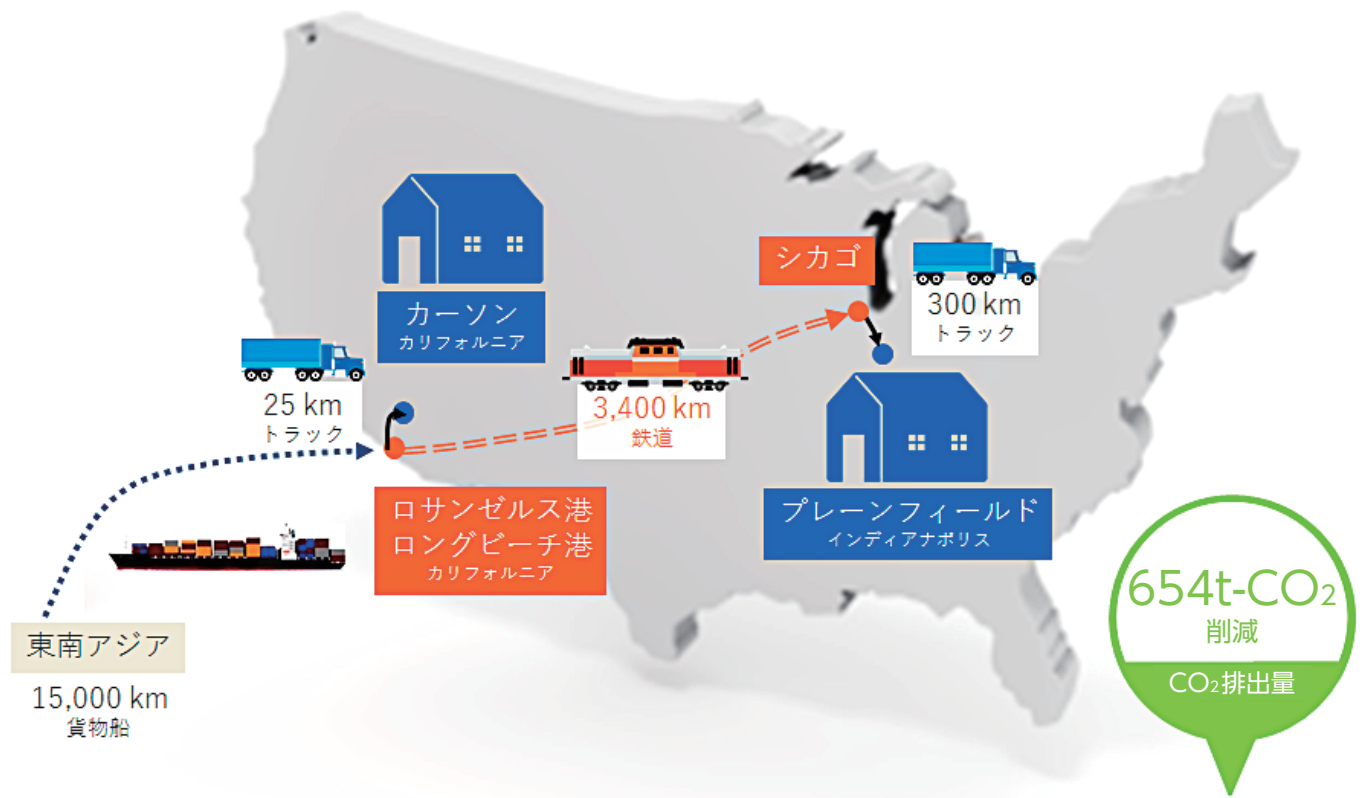 カーソン
カリフォルニア
25 km
トラック
ロサンゼルス港
ロングビーチ港
カリフォルニア
東南アジア
15,000 km
貨物船
3,400 km
鉄道
シカゴ
300 km
トラック
プレーンフィールド
インディアナポリス
654t-CO₂
削減
CO₂排出量